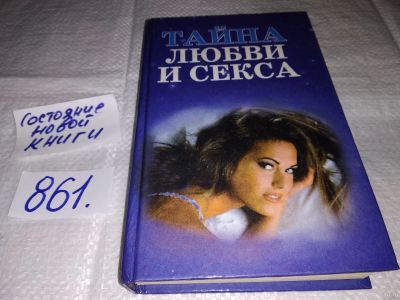 ТАЙНА
ЛЮБВИ
И СЕКСА
Состояние
новой
книги
861.